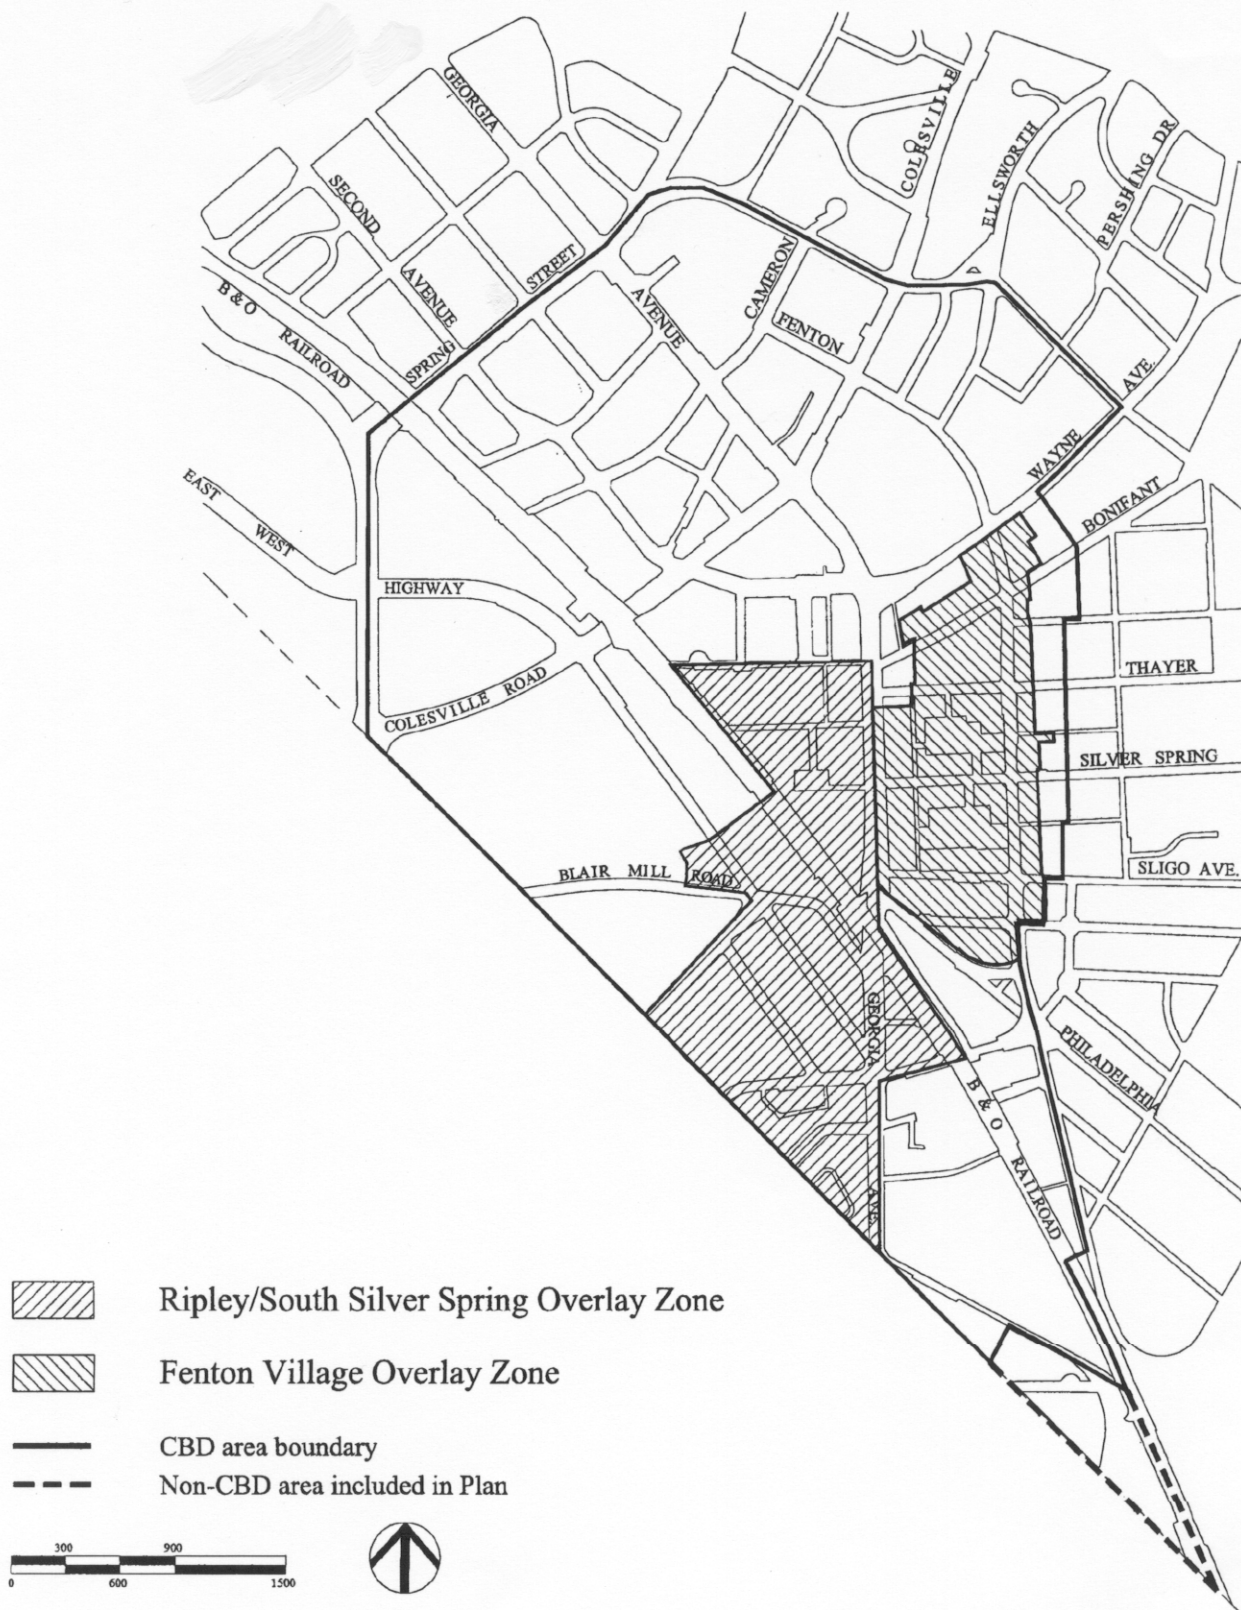 GEORGIA
COLESVILLE
ELLSWORTH
PERSHING DR
SECOND
AVENUE
SPRING
STREET
B & O
RAILROAD
AVENUE
CAMERON
FENTON
AVE.
WAYNE
BONIFANT
EAST
WEST
HIGHWAY
COLESVILLE ROAD
THAYER
SILVER SPRING
BLAIR MILL ROAD
SLIGO AVE.
GEORGIA
PHILADELPHIA
B & O
RAILROAD
AVE.
Ripley/South Silver Spring Overlay Zone
Fenton Village Overlay Zone
CBD area boundary
Non-CBD area included in Plan
300 900
0 600 1500